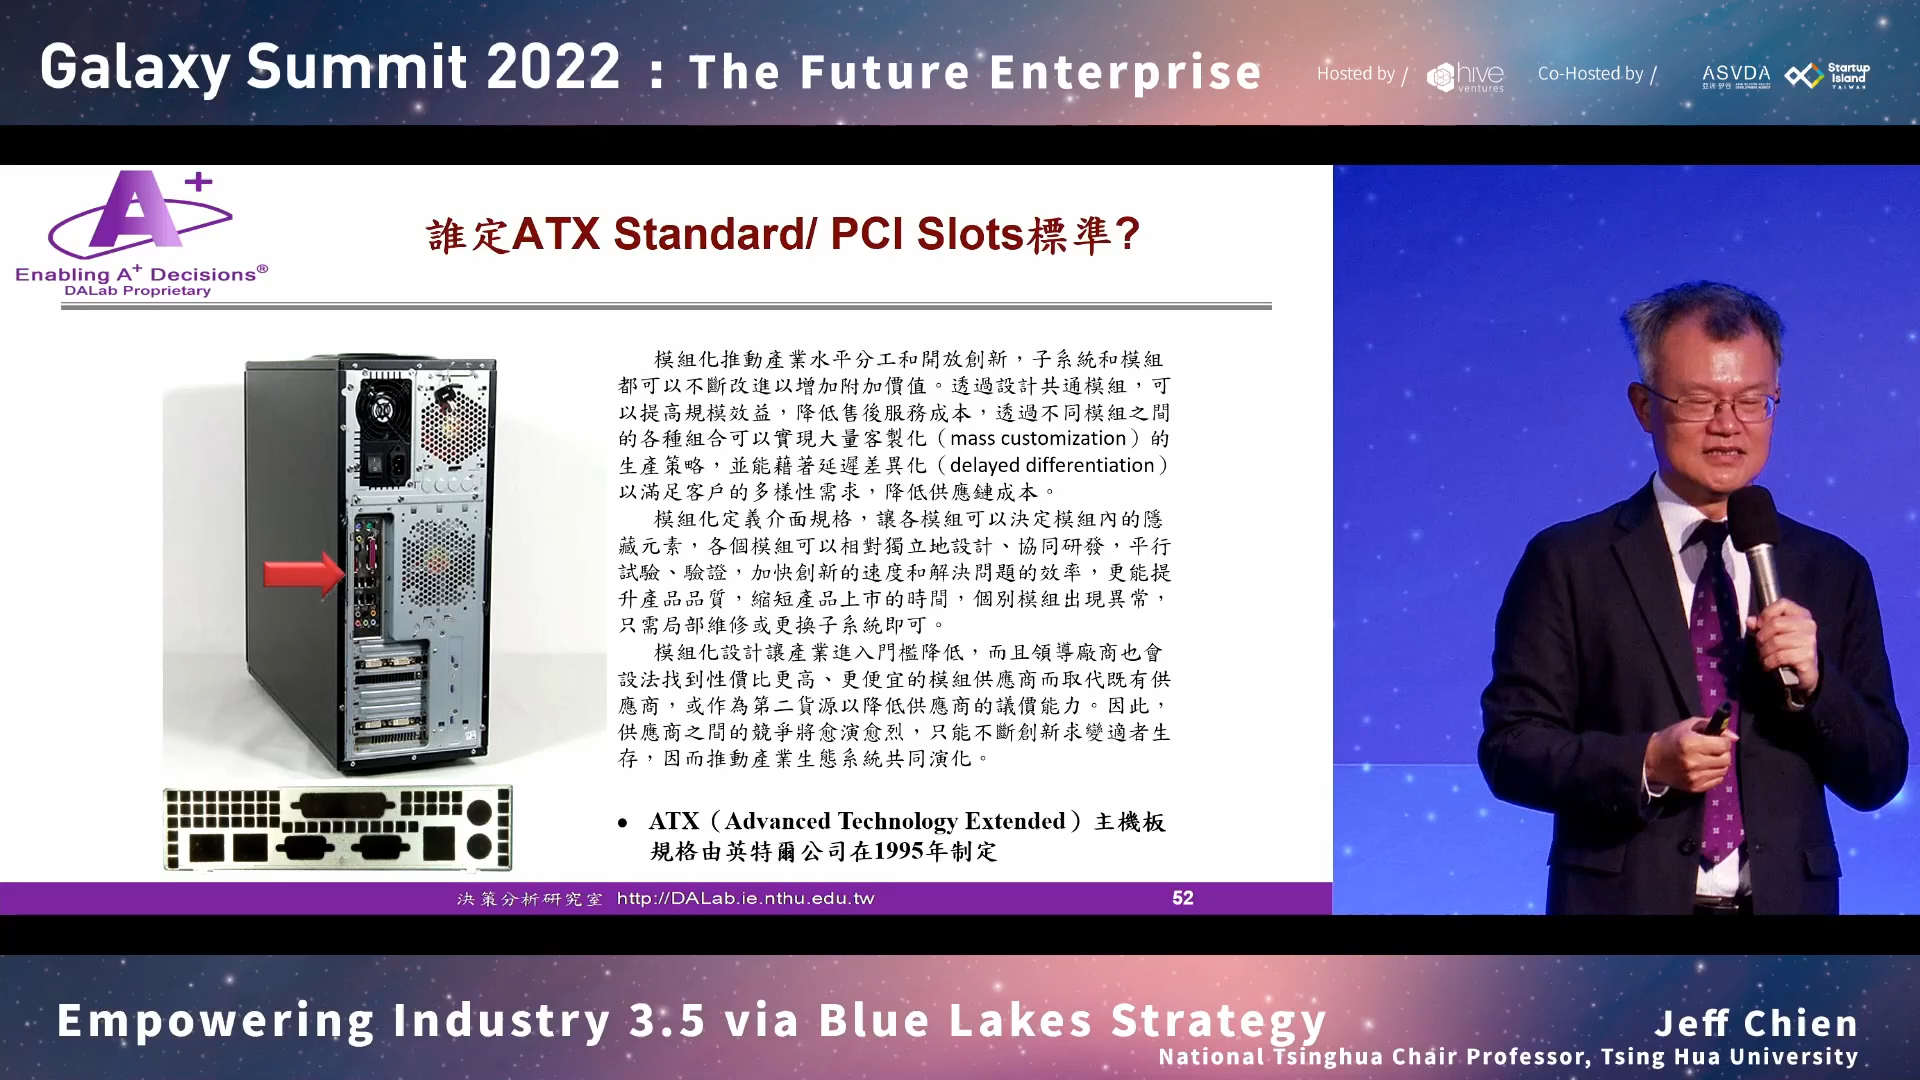 Galaxy Summit 2022 : The Future Enterprise
Hosted by /
hive
ventures
Co-Hosted by /
ASVDA
Startup
Island
TAIWAN
A+
Enabling A+ Decisions®
DALab Proprietary
誰定ATX Standard/ PCI Slots標準?
模組化推動產業水平分工和開放創新，子系統和模組
都可以不斷改進以增加附加價值。透過設計共通模組，可
以提高規模效益，降低售後服務成本，透過不同模組之間
的各種組合可以實現大量客製化（mass customization）的
生產策略，並能藉著延遲差異化（delayed differentiation）
以滿足客戶的多樣性需求，降低供應鏈成本。
模組化定義介面規格，讓各模組可以決定模組內的隱
藏元素，各個模組可以相對獨立地設計、協同研發，平行
試驗、驗證，加快創新的速度和解決問題的效率，更能提
升產品品質，縮短產品上市的時間，個別模組出現異常，
只需局部維修或更換子系統即可。
模組化設計讓產業進入門檻降低，而且領導廠商也會
設法找到性價比更高、更便宜的模組供應商而取代既有供
應商，或作為第二貨源以降低供應商的議價能力。因此，
供應商之間的競爭將愈演愈烈，只能不斷創新求變適者生
存，因而推動產業生態系統共同演化。
• ATX（Advanced Technology Extended）主機板
規格由英特爾公司在1995年制定
決策分析研究室 http://DALab.ie.nthu.edu.tw
52
Empowering Industry 3.5 via Blue Lakes Strategy
Jeff Chien
National Tsinghua Chair Professor, Tsing Hua University